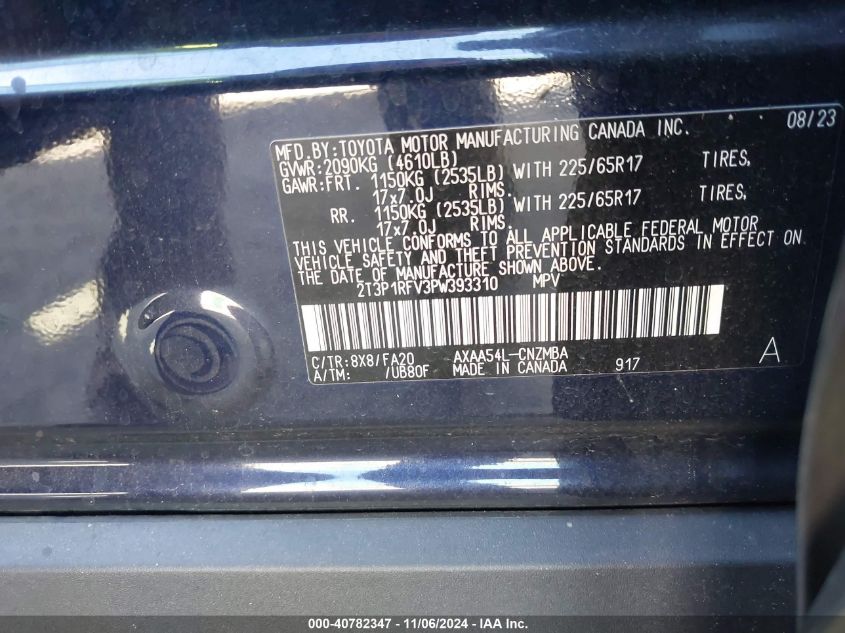 MFD.BY:TOYOTA MOTOR MANUFACTURING CANADA INC. 08/23
GVWR:2090KG (4610LB)
GAWR:FRT. 1150KG (2535LB) WITH 225/65R17 TIRES,
17x7.0J RIMS.
RR. 1150KG (2535LB) WITH 225/65R17 TIRES,
17x7.0J RIMS.
THIS VEHICLE CONFORMS TO ALL APPLICABLE FEDERAL MOTOR
VEHICLE SAFETY AND THEFT PREVENTION STANDARDS IN EFFECT ON
THE DATE OF MANUFACTURE SHOWN ABOVE.
2T3P1RFV3PW393310 MPV
C/TR:8X8/FA20 AXAA54L-CNZMBA
A/TM: /UB80F MADE IN CANADA 917 A
000-40782347 - 11/06/2024 - IAA Inc.